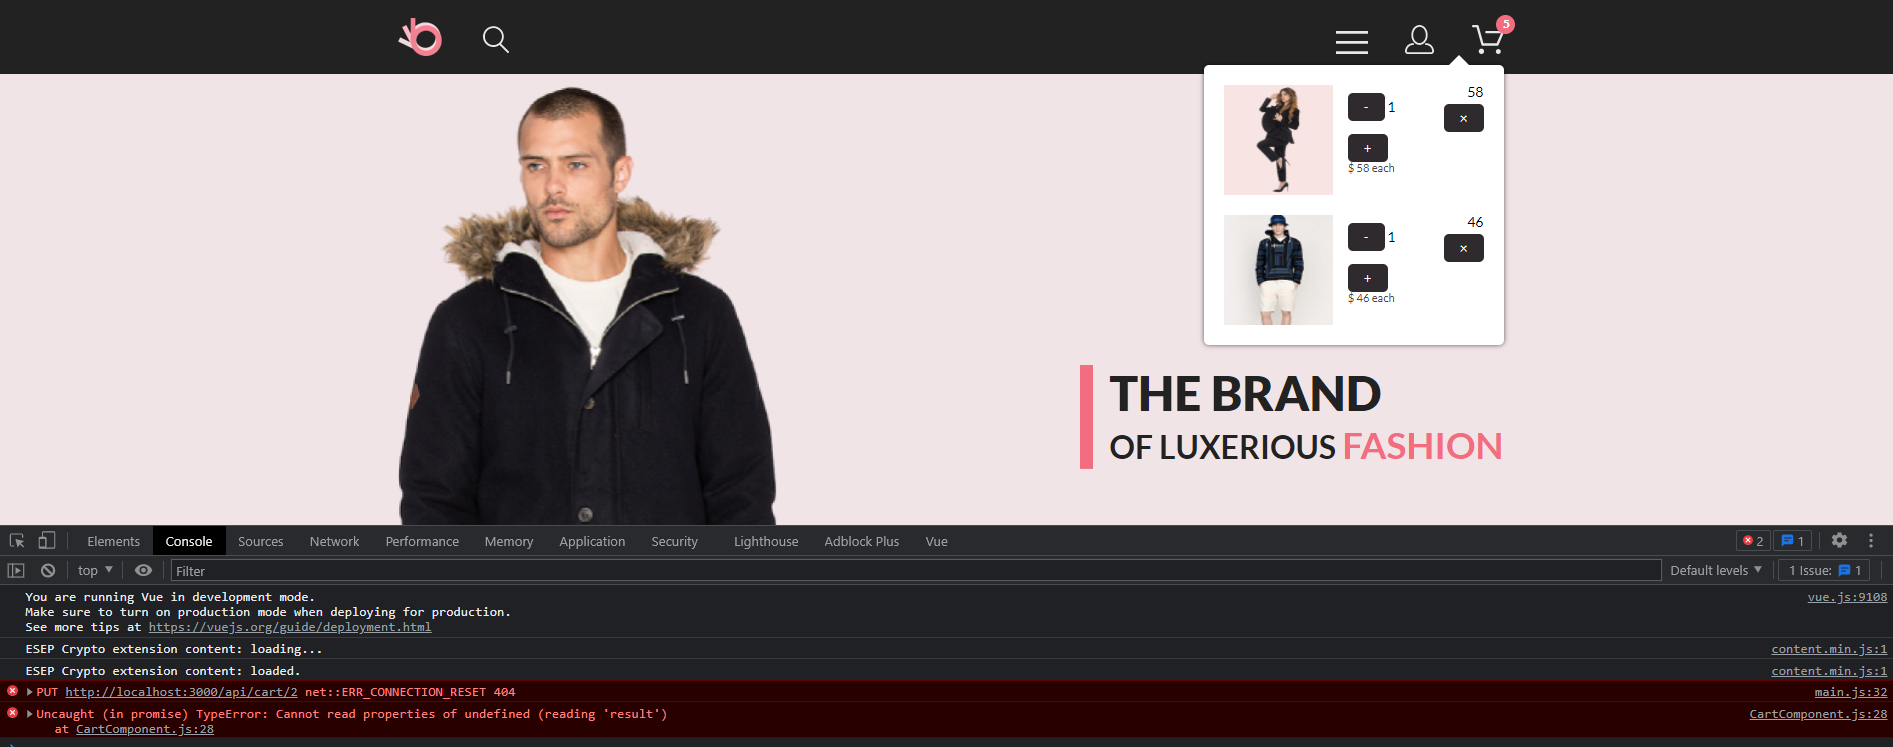 5
- 1
58
×
+
$ 58 each
- 1
46
×
+
$ 46 each
THE BRAND
OF LUXERIOUS FASHION
Elements Console Sources Network Performance Memory Application Security Lighthouse Adblock Plus Vue 2 1
top Filter Default levels 1 Issue: 1
You are running Vue in development mode. vue.js:9108
Make sure to turn on production mode when deploying for production.
See more tips at https://vuejs.org/guide/deployment.html
ESEP Crypto extension content: loading... content.min.js:1
ESEP Crypto extension content: loaded. content.min.js:1
PUT http://localhost:3000/api/cart/2 net::ERR_CONNECTION_RESET 404 main.js:32
Uncaught (in promise) TypeError: Cannot read properties of undefined (reading 'result') CartComponent.js:28
at CartComponent.js:28